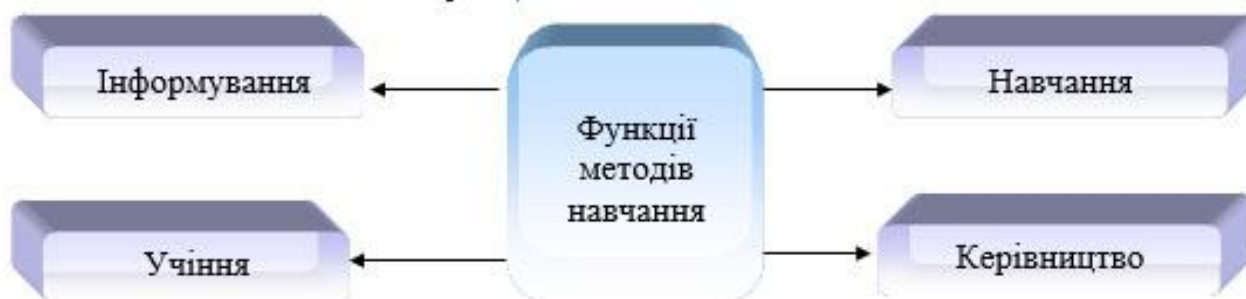 Інформування
Навчання
Функції
методів
навчання
Учіння
Керівництво